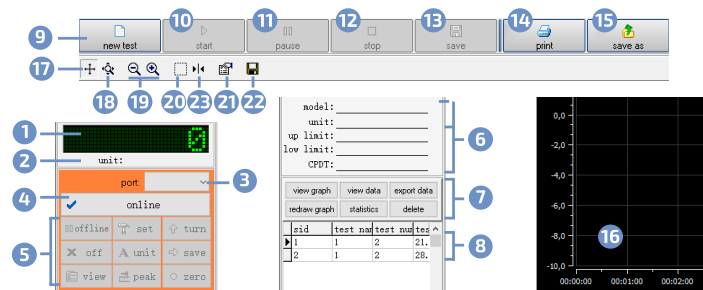 10 11 12 13 14 15
9 new test start pause stop save print save as
17
18 19 20 23 21 22
1 0
2 unit:
port 3
4 online
5 offline set turn
off A unit save
view peak zero
model:
unit:
up limit:
low limit:
CPDT:
6
view graph view data export data
redraw graph statistics delete
7
sid test nam test num tes
1 1 2 21.
2 1 2 28.
8
0,0
-2,0
-4,0
-6,0
-8,0
-10,0
16
00:00:00 00:01:00 00:02:00